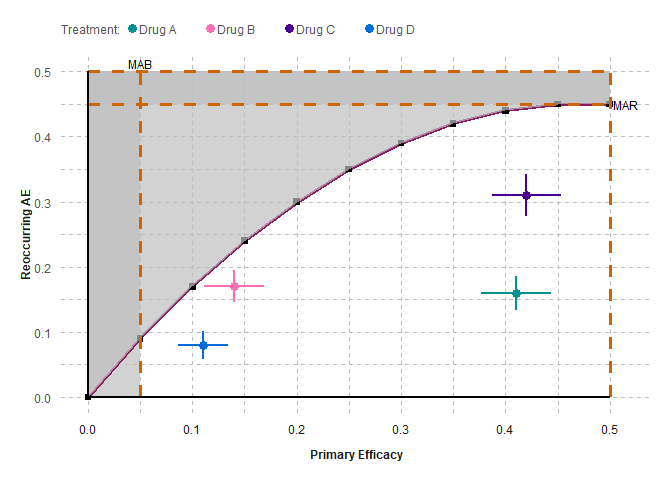 Treatment: Drug A Drug B Drug C Drug D
MAB
0.5
MAR
0.4
0.3
0.2
0.1
0.0
Reoccurring AE
0.0 0.1 0.2 0.3 0.4 0.5
Primary Efficacy